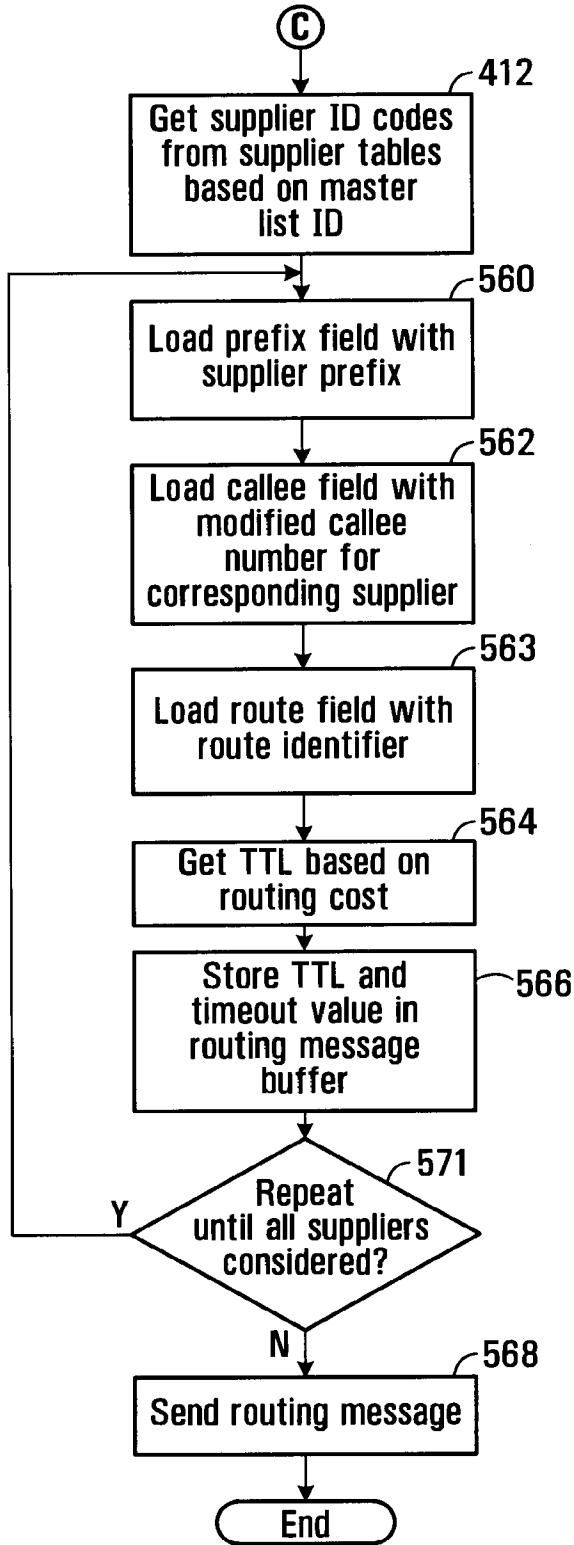 C
412
Get supplier ID codes
from supplier tables
based on master
list ID
560
Load prefix field with
supplier prefix
562
Load callee field with
modified callee
number for
corresponding supplier
563
Load route field with
route identifier
564
Get TTL based on
routing cost
566
Store TTL and
timeout value in
routing message
buffer
571
Repeat
until all suppliers
considered?
Y
N
568
Send routing message
End